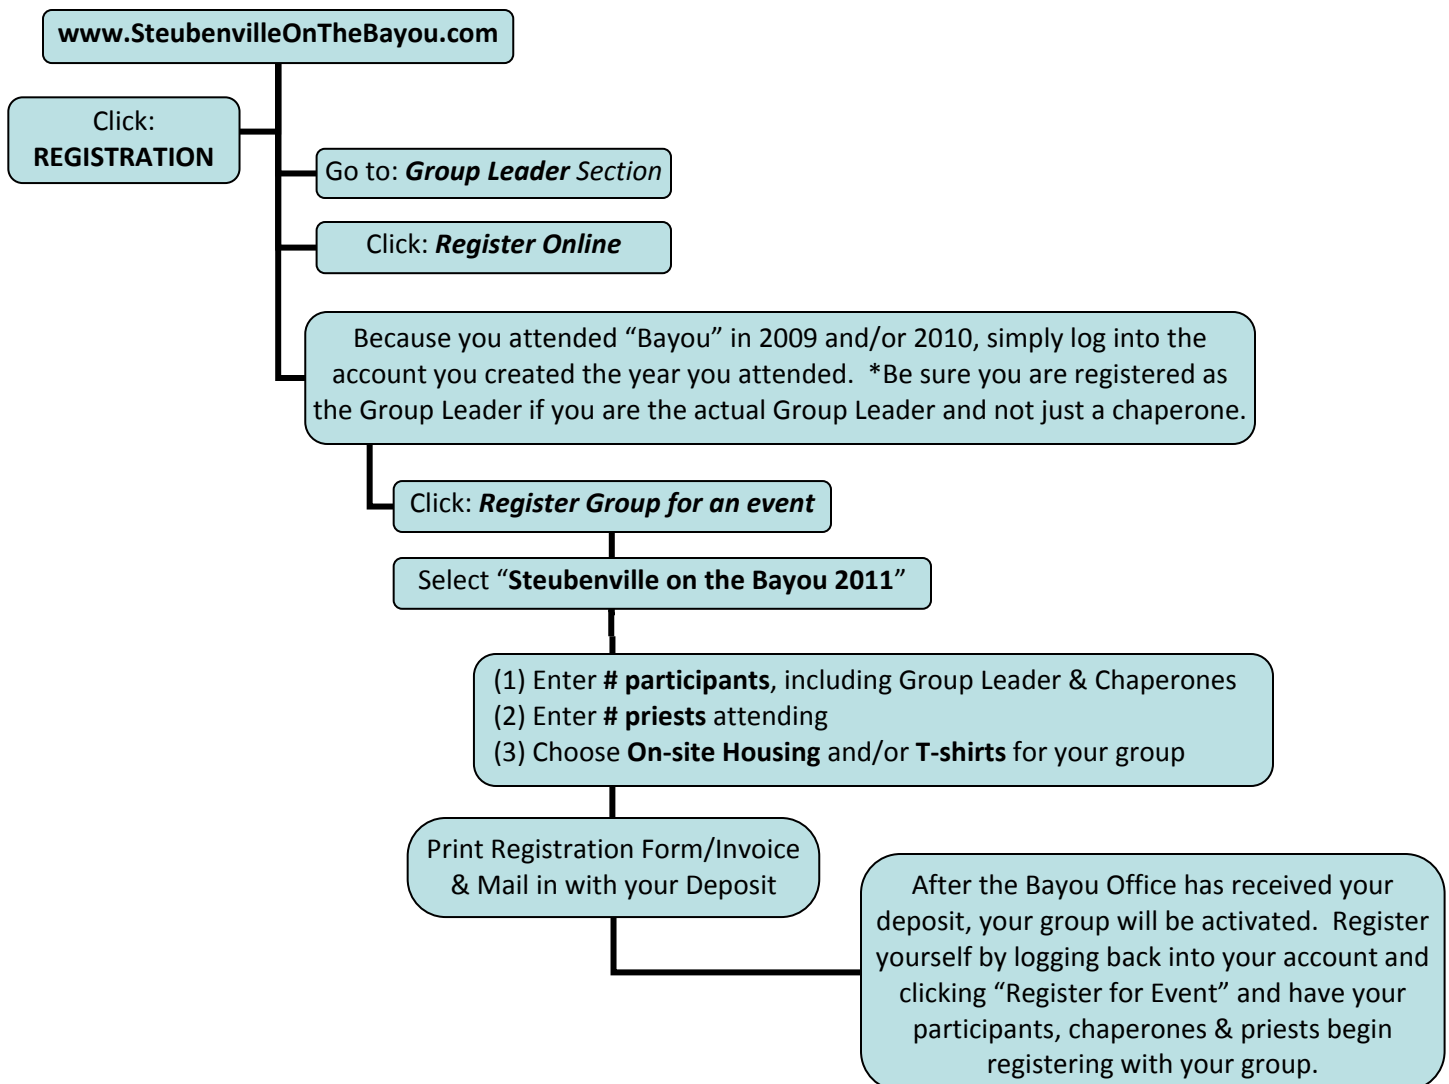 www.SteubenvilleOnTheBayou.com
Click:
REGISTRATION
Go to: Group Leader Section
Click: Register Online
Because you attended “Bayou” in 2009 and/or 2010, simply log into the
account you created the year you attended.  *Be sure you are registered as
the Group Leader if you are the actual Group Leader and not just a chaperone.
Click: Register Group for an event
Select “Steubenville on the Bayou 2011”
(1) Enter # participants, including Group Leader & Chaperones
(2) Enter # priests attending
(3) Choose On-site Housing and/or T-shirts for your group
Print Registration Form/Invoice
& Mail in with your Deposit
After the Bayou Office has received your
deposit, your group will be activated.  Register
yourself by logging back into your account and
clicking “Register for Event” and have your
participants, chaperones & priests begin
registering with your group.